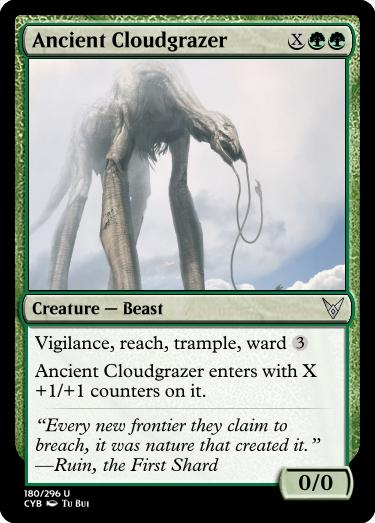 Ancient Cloudgrazer X
Creature — Beast
Vigilance, reach, trample, ward 3
Ancient Cloudgrazer enters with X
+1/+1 counters on it.
“Every new frontier they claim to
breach, it was nature that created it.”
—Ruin, the First Shard
0/0
180/296 U
CYB Tu Bui